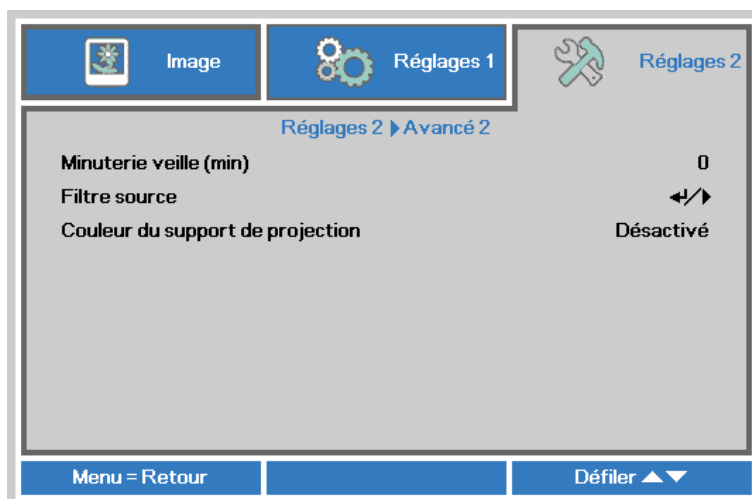 Image
Réglages 1
Réglages 2
Réglages 2 ▶ Avancé 2
Minuterie veille (min) 0
Filtre source ↵/▶
Couleur du support de projection Désactivé
Menu = Retour
Défiler ▲▼